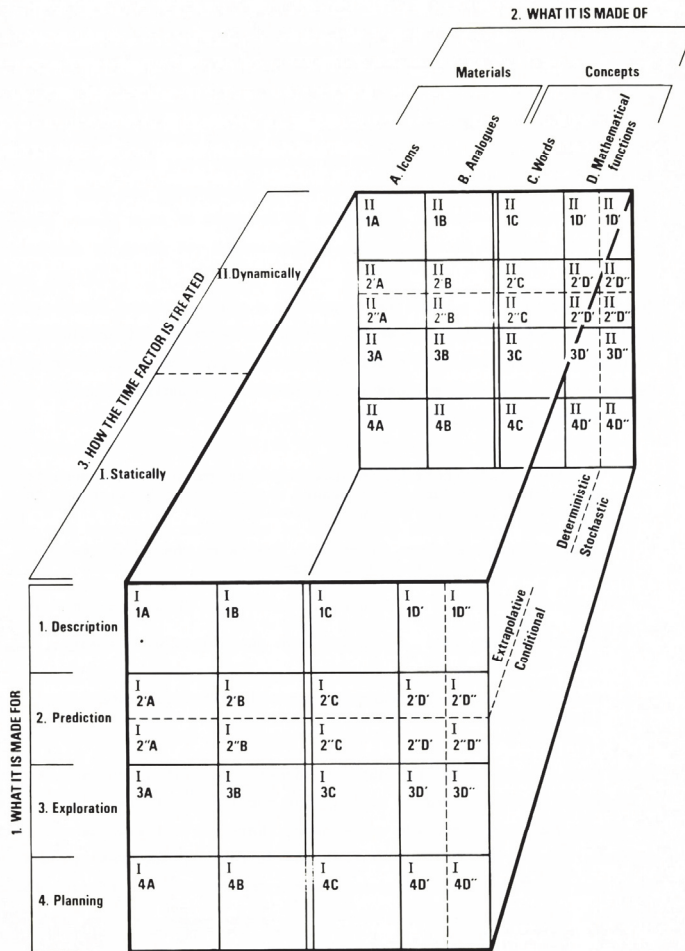 2. WHAT IT IS MADE OF
Materials
Concepts
A. Icons
B. Analogues
C. Words
D. Mathematical
functions
3. HOW THE TIME FACTOR IS TREATED
II Dynamically
I. Statically
II II II II II
1A 1B 1C 1D' 1D'
II II II II II
2'A 2'B 2'C 2'D' 2'D"
II II II II II
2"A 2"B 2"C 2"D' 2"D"
II II II II
3A 3B 3C 3D' 3D"
II II II II II
4A 4B 4C 4D' 4D"
Deterministic
Stochastic
Extrapolative
Conditional
1. WHAT IT IS MADE FOR
1. Description
I I I I I
1A 1B 1C 1D' 1D"
2. Prediction
I I I I I
2'A 2'B 2'C 2'D' 2'D"
I I I I
2"A 2"B 2"C 2"D' 2"D"
3. Exploration
I I I I I
3A 3B 3C 3D' 3D"
4. Planning
I I I I I
4A 4B 4C 4D' 4D"